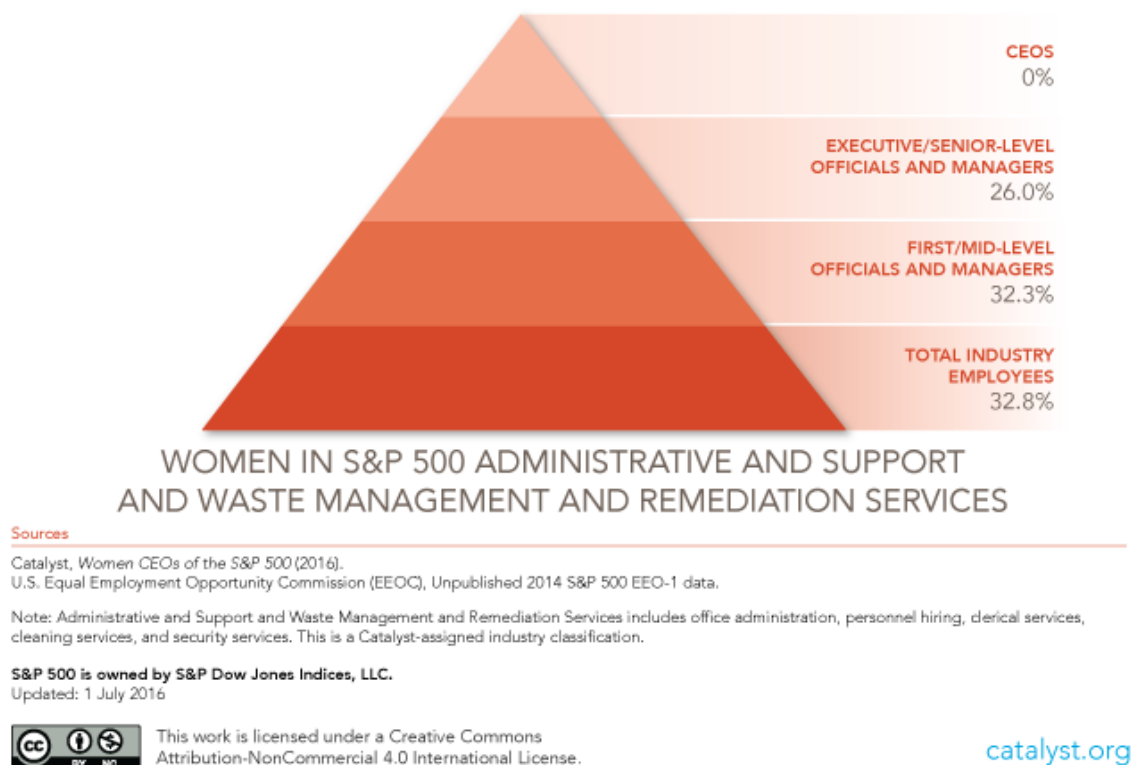 CEOS
0%
EXECUTIVE/SENIOR-LEVEL
OFFICIALS AND MANAGERS
26.0%
FIRST/MID-LEVEL
OFFICIALS AND MANAGERS
32.3%
TOTAL INDUSTRY
EMPLOYEES
32.8%
WOMEN IN S&P 500 ADMINISTRATIVE AND SUPPORT
AND WASTE MANAGEMENT AND REMEDIATION SERVICES
Sources
Catalyst, Women CEOs of the S&P 500 (2016).
U.S. Equal Employment Opportunity Commission (EEOC), Unpublished 2014 S&P 500 EEO-1 data.
Note: Administrative and Support and Waste Management and Remediation Services includes office administration, personnel hiring, clerical services,
cleaning services, and security services. This is a Catalyst-assigned industry classification.
S&P 500 is owned by S&P Dow Jones Indices, LLC.
Updated: 1 July 2016
cc BY NC
This work is licensed under a Creative Commons
Attribution-NonCommercial 4.0 International License.
catalyst.org